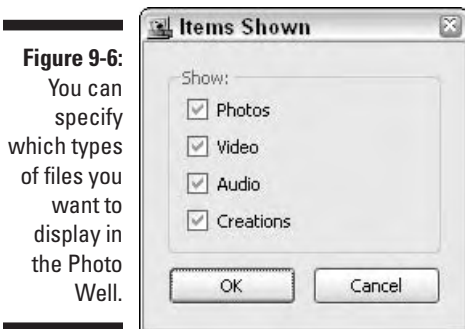 Figure 9-6:
You can
specify
which types
of files you
want to
display in
the Photo
Well.
Items Shown
Show:
Photos
Video
Audio
Creations
OK
Cancel